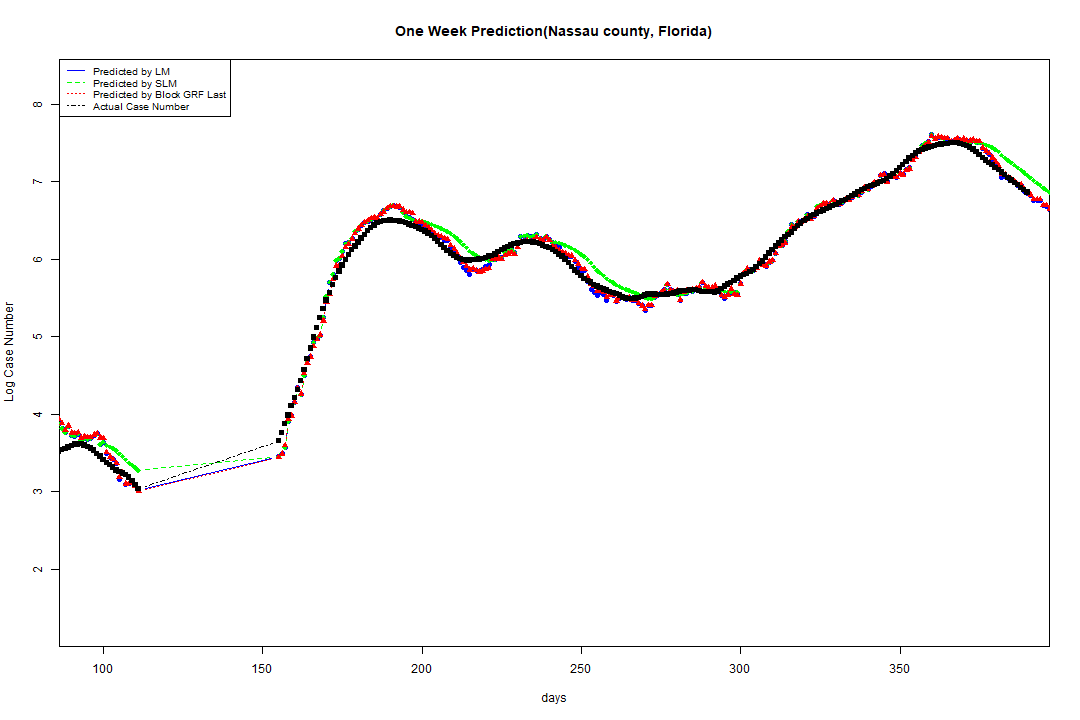 One Week Prediction(Nassau county, Florida)
Predicted by LM
Predicted by SLM
Predicted by Block GRF Last
Actual Case Number
8
7
6
5
4
3
2
Log Case Number
100 150 200 250 300 350
days